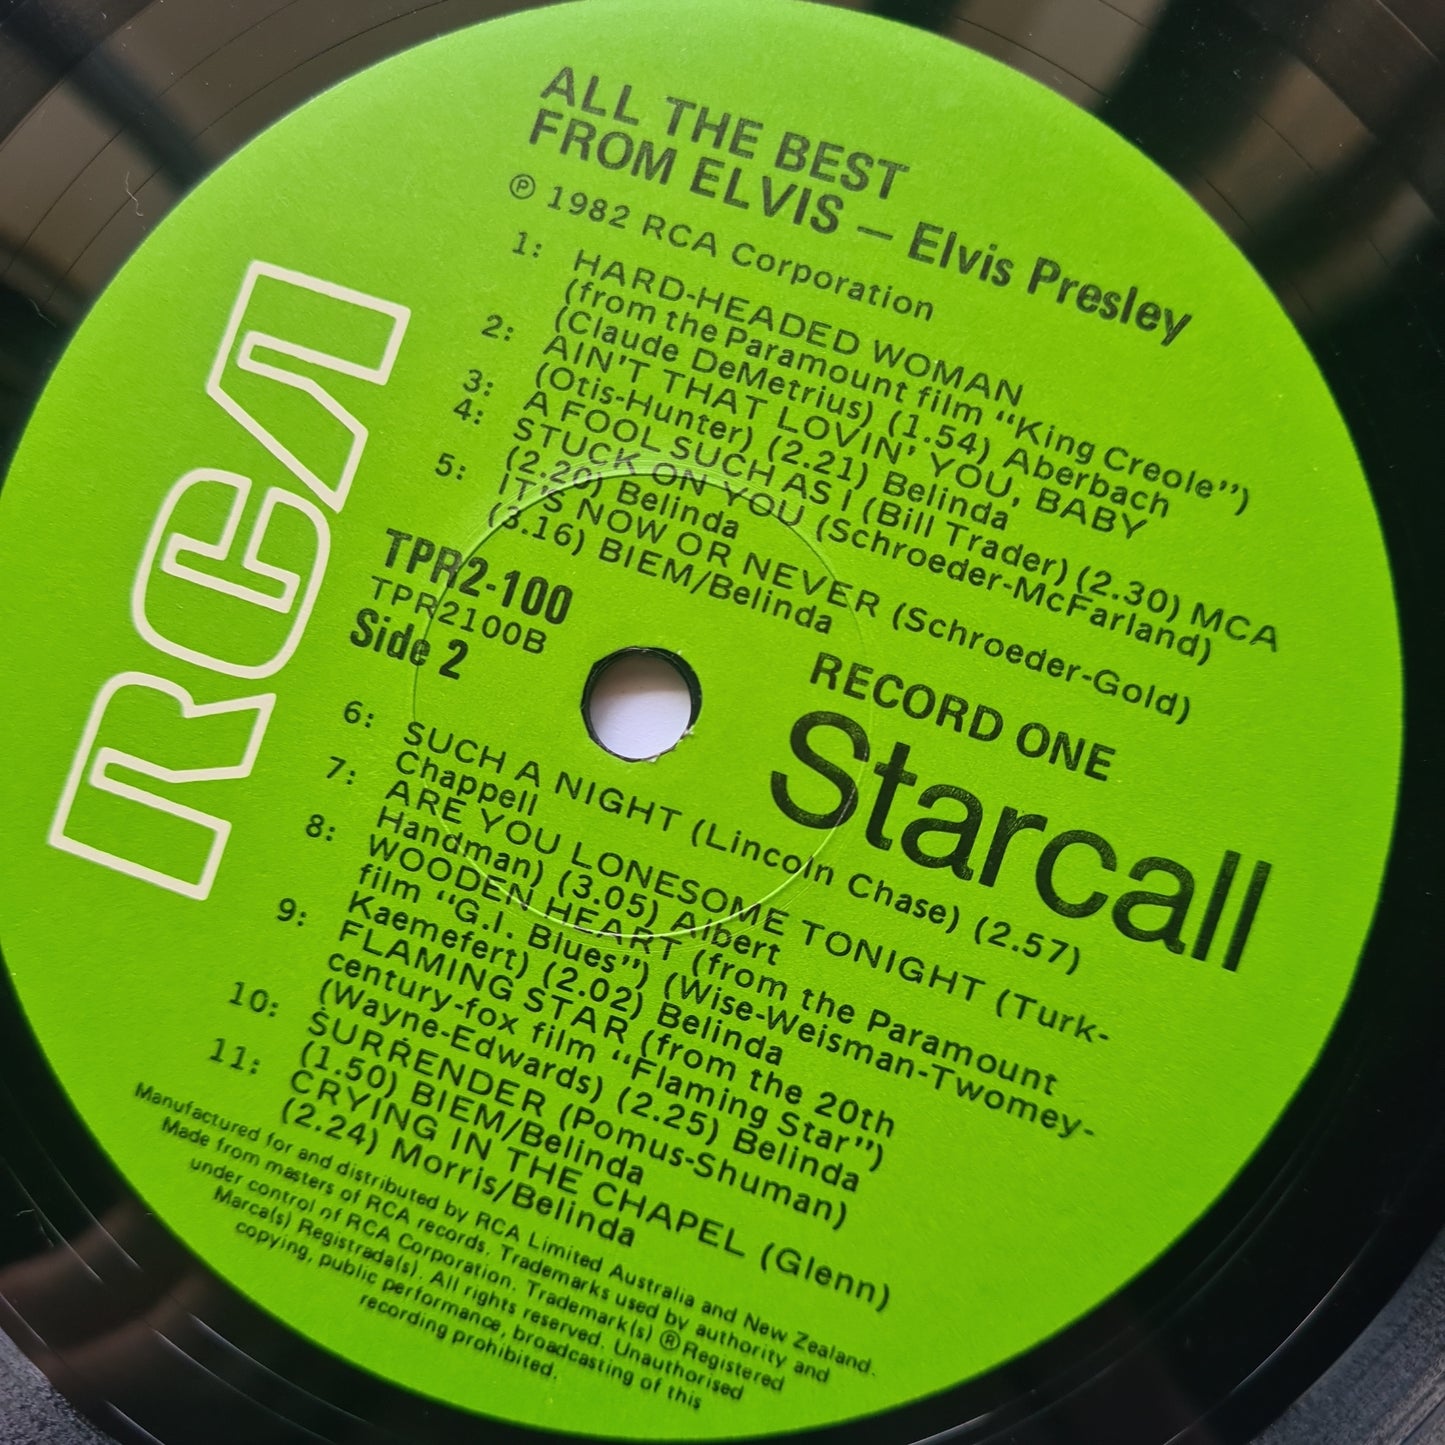 ALL THE BEST
FROM ELVIS — Elvis Presley
℗ 1982 RCA Corporation
1: HARD-HEADED WOMAN
(from the Paramount film "King Creole")
(Claude DeMetrius) (1.54) Aberbach
2: AIN'T THAT LOVIN' YOU, BABY
(Otis-Hunter) (2.21) Belinda
3: A FOOL SUCH AS I (Bill Trader) (2.30) MCA
4: STUCK ON YOU (Schroeder-McFarland)
(2.20) Belinda
5: IT'S NOW OR NEVER (Schroeder-Gold)
(3.16) BIEM/Belinda
RCA
TPR2-100
TPR2100B
Side 2
RECORD ONE
Starcall
6: SUCH A NIGHT (Lincoln Chase) (2.57)
Chappell
7: ARE YOU LONESOME TONIGHT (Turk-
Handman) (3.05) Albert
8: WOODEN HEART (from the Paramount
film "G.I. Blues") (Wise-Weisman-Twomey-
Kaemefert) (2.02) Belinda
9: FLAMING STAR (from the 20th
century-fox film "Flaming Star")
(Wayne-Edwards) (2.25) Belinda
10: SURRENDER (Pomus-Shuman)
(1.50) BIEM/Belinda
11: CRYING IN THE CHAPEL (Glenn)
(2.24) Morris/Belinda
Manufactured for and distributed by RCA Limited Australia and New Zealand.
Made from masters of RCA records. Trademarks used by authority and
under control of RCA Corporation. Trademark(s) ® Registered
Marca(s) Registrada(s). All rights reserved. Unauthorised
copying, public performance, broadcasting of this
recording prohibited.